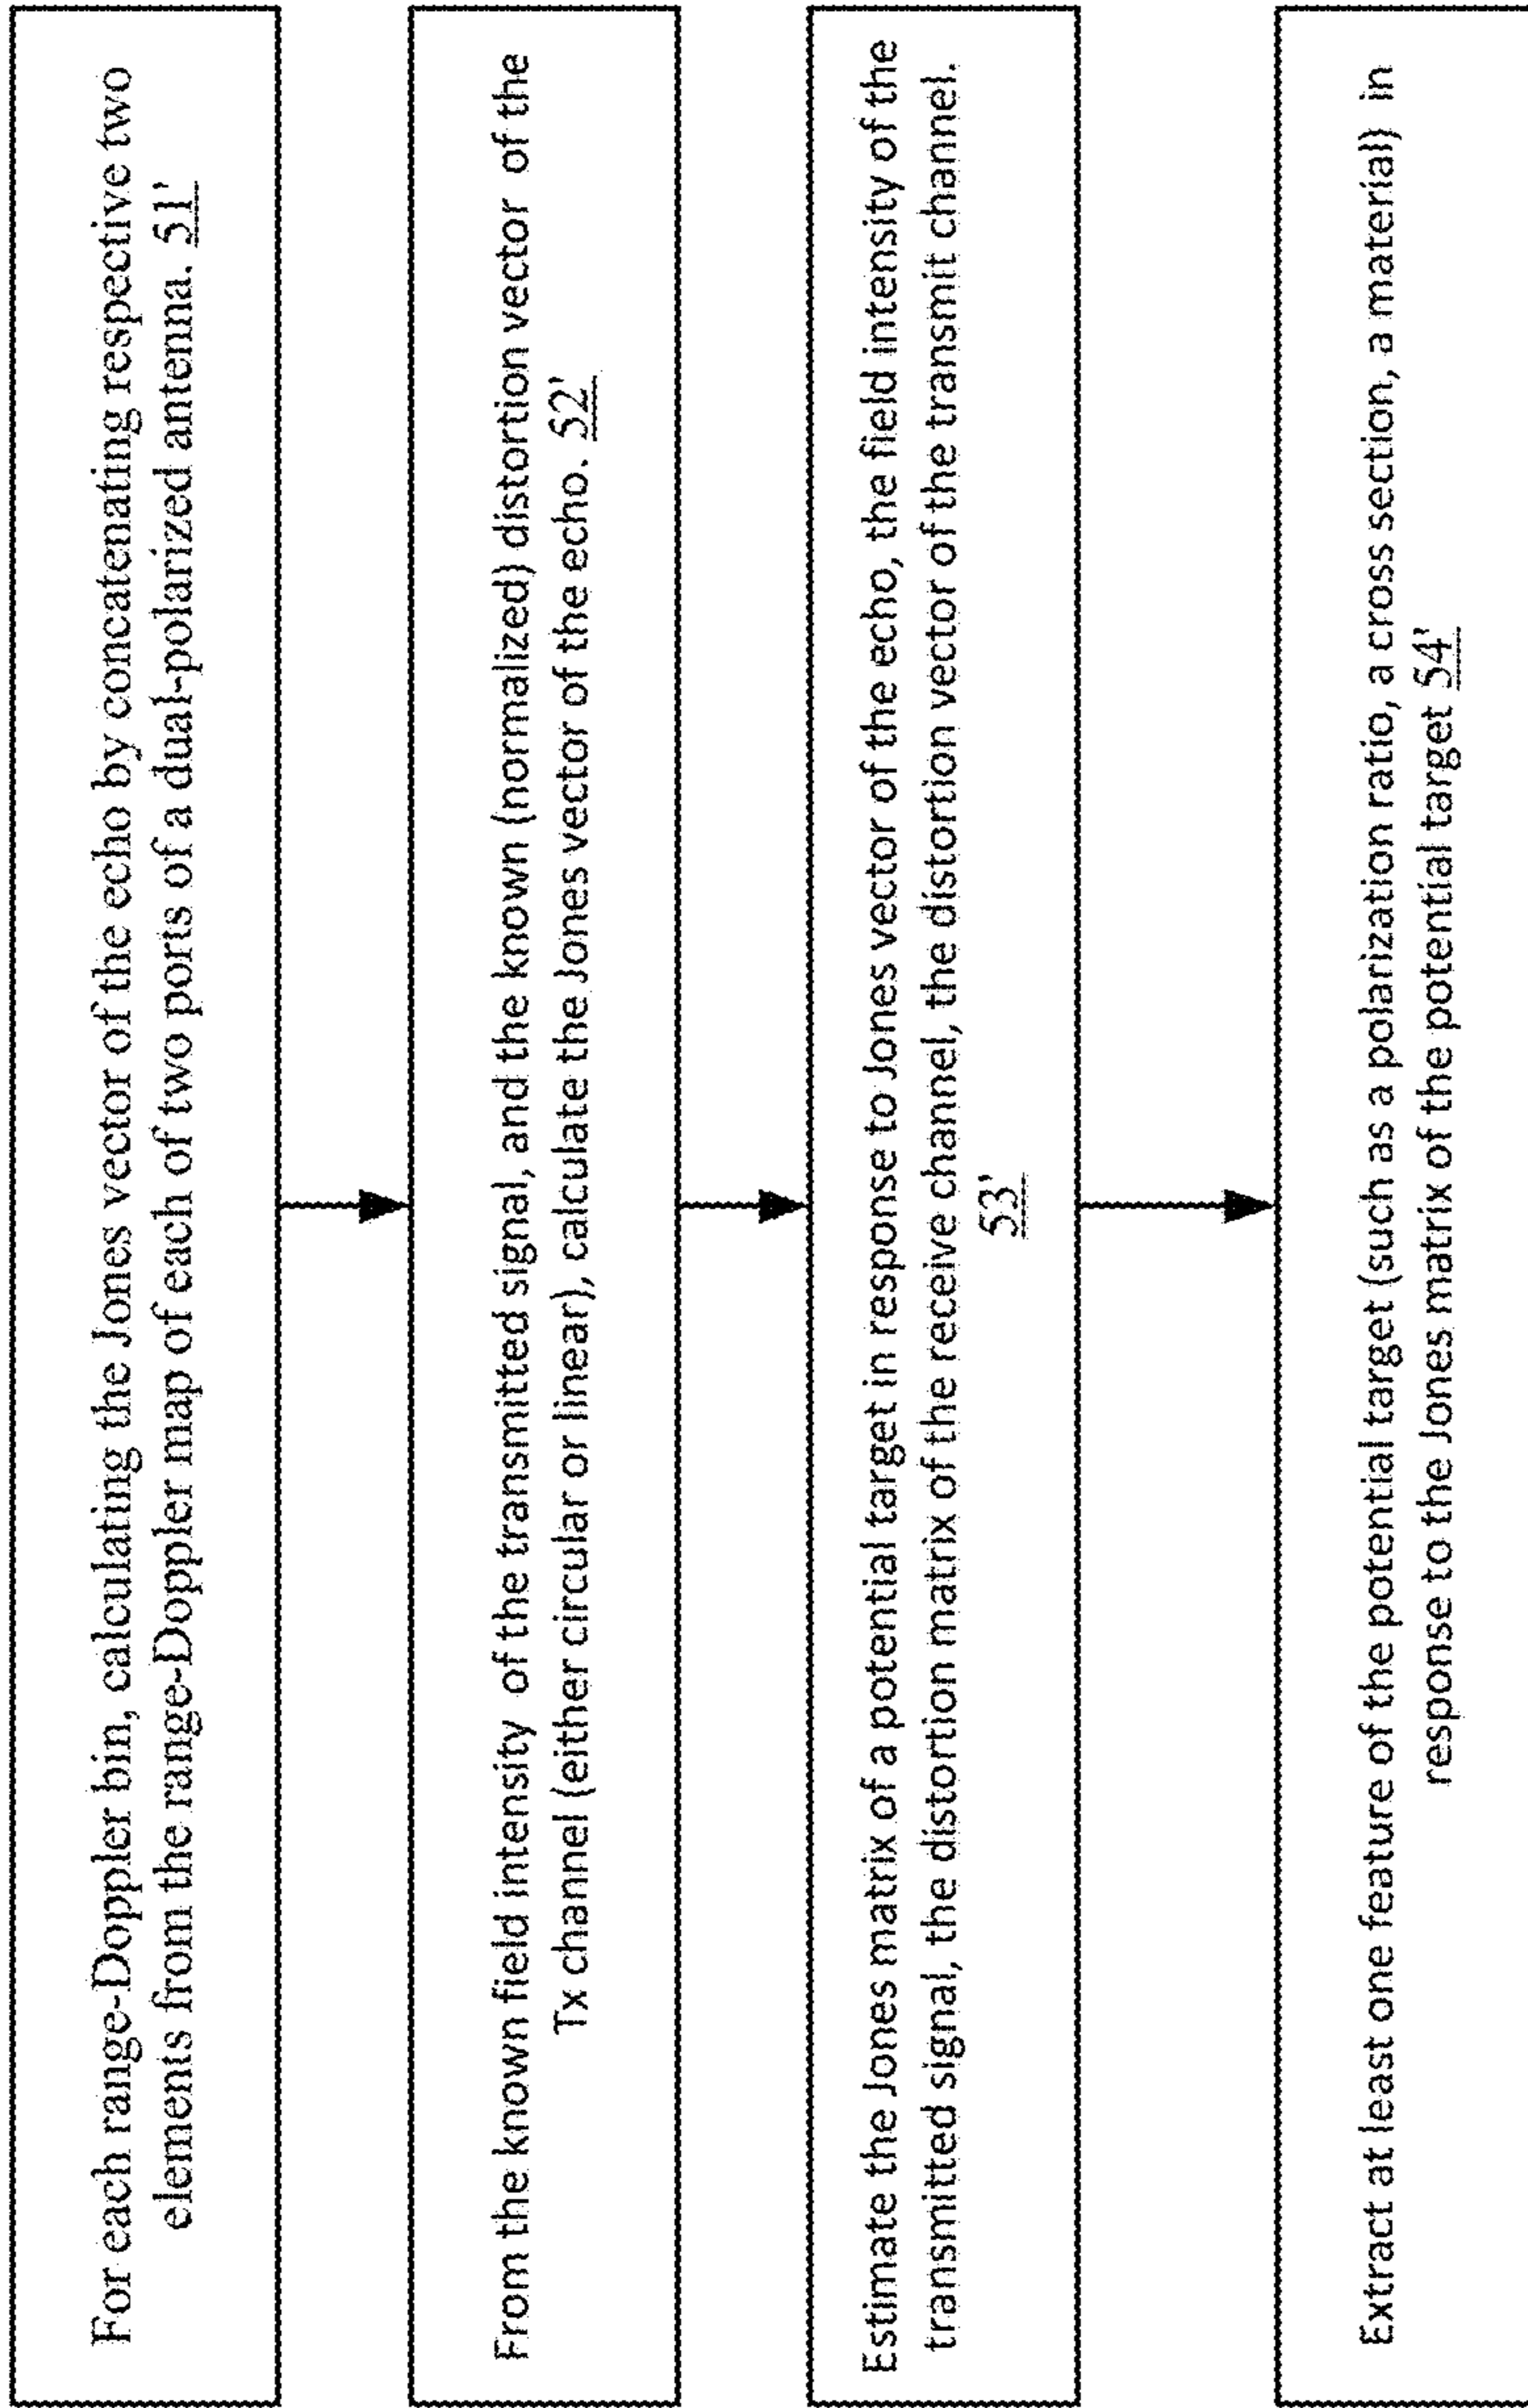 For each range-Doppler bin, calculating the Jones vector of the echo by concatenating respective two
elements from the range-Doppler map of each of two ports of a dual-polarized antenna. 51'
From the known field intensity of the transmitted signal, and the known (normalized) distortion vector of the
Tx channel (either circular or linear), calculate the Jones vector of the echo. 52'
Estimate the Jones matrix of a potential target in response to Jones vector of the echo, the field intensity of the
transmitted signal, the distortion matrix of the receive channel, the distortion vector of the transmit channel.
53'
Extract at least one feature of the potential target (such as a polarization ratio, a cross section, a material) in
response to the Jones matrix of the potential target 54'